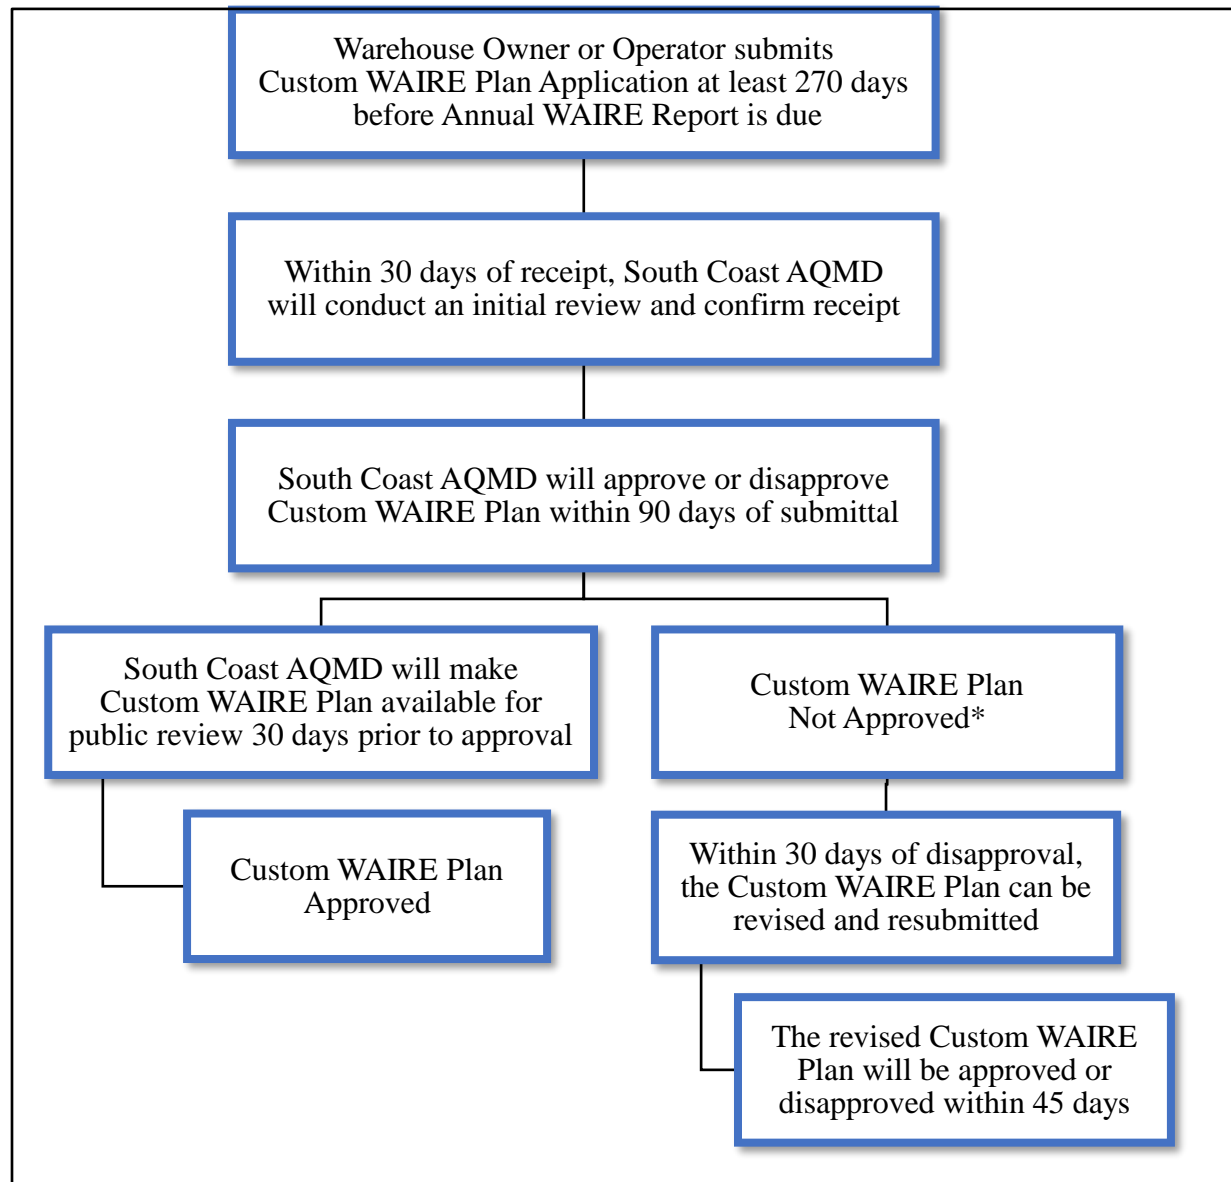 Warehouse Owner or Operator submits
Custom WAIRE Plan Application at least 270 days
before Annual WAIRE Report is due
Within 30 days of receipt, South Coast AQMD
will conduct an initial review and confirm receipt
South Coast AQMD will approve or disapprove
Custom WAIRE Plan within 90 days of submittal
South Coast AQMD will make
Custom WAIRE Plan available for
public review 30 days prior to approval
Custom WAIRE Plan
Approved
Custom WAIRE Plan
Not Approved*
Within 30 days of disapproval,
the Custom WAIRE Plan can be
revised and resubmitted
The revised Custom WAIRE
Plan will be approved or
disapproved within 45 days